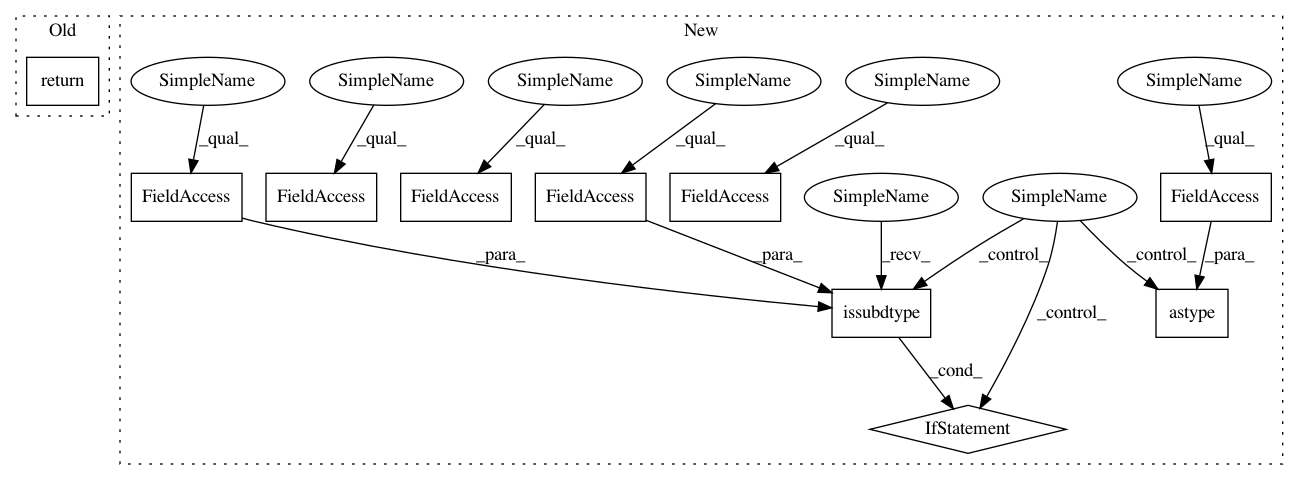 Old
New
return
SimpleName
SimpleName
SimpleName
SimpleName
SimpleName
SimpleName
_qual_
_qual_
_qual_
_qual_
_qual_
_qual_
FieldAccess
FieldAccess
FieldAccess
FieldAccess
FieldAccess
SimpleName
SimpleName
FieldAccess
_para_
_para_
_recv_
_control_
_control_
_para_
issubdtype
_control_
astype
_cond_
IfStatement